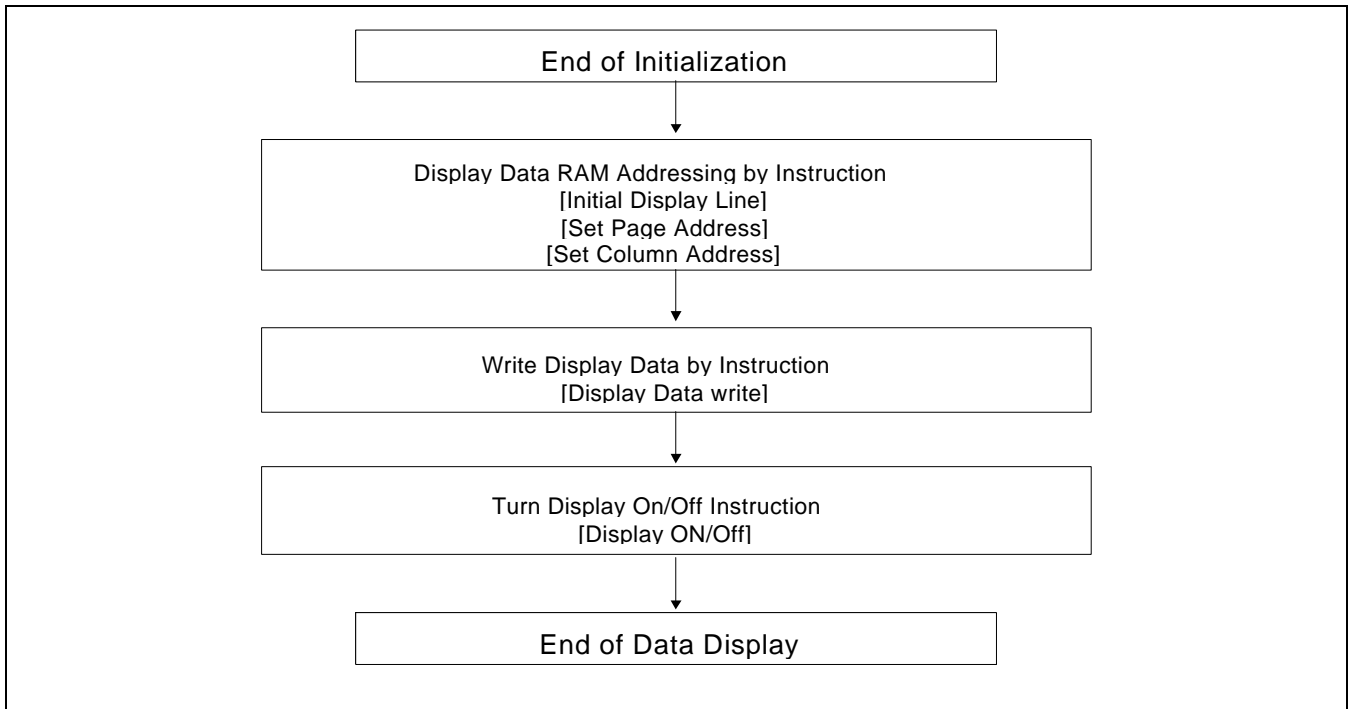 End of Initialization
Display Data RAM Addressing by Instruction
[Initial Display Line]
[Set Page Address]
[Set Column Address]
Write Display Data by Instruction
[Display Data write]
Turn Display On/Off Instruction
[Display ON/Off]
End of Data Display